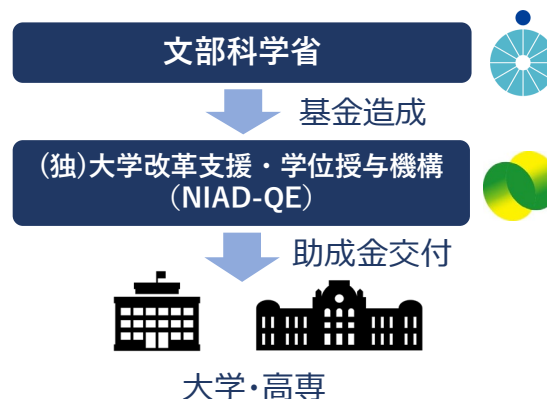 文部科学省
基金造成
(独)大学改革支援・学位授与機構
(NIAD-QE)
助成金交付
大学・高専